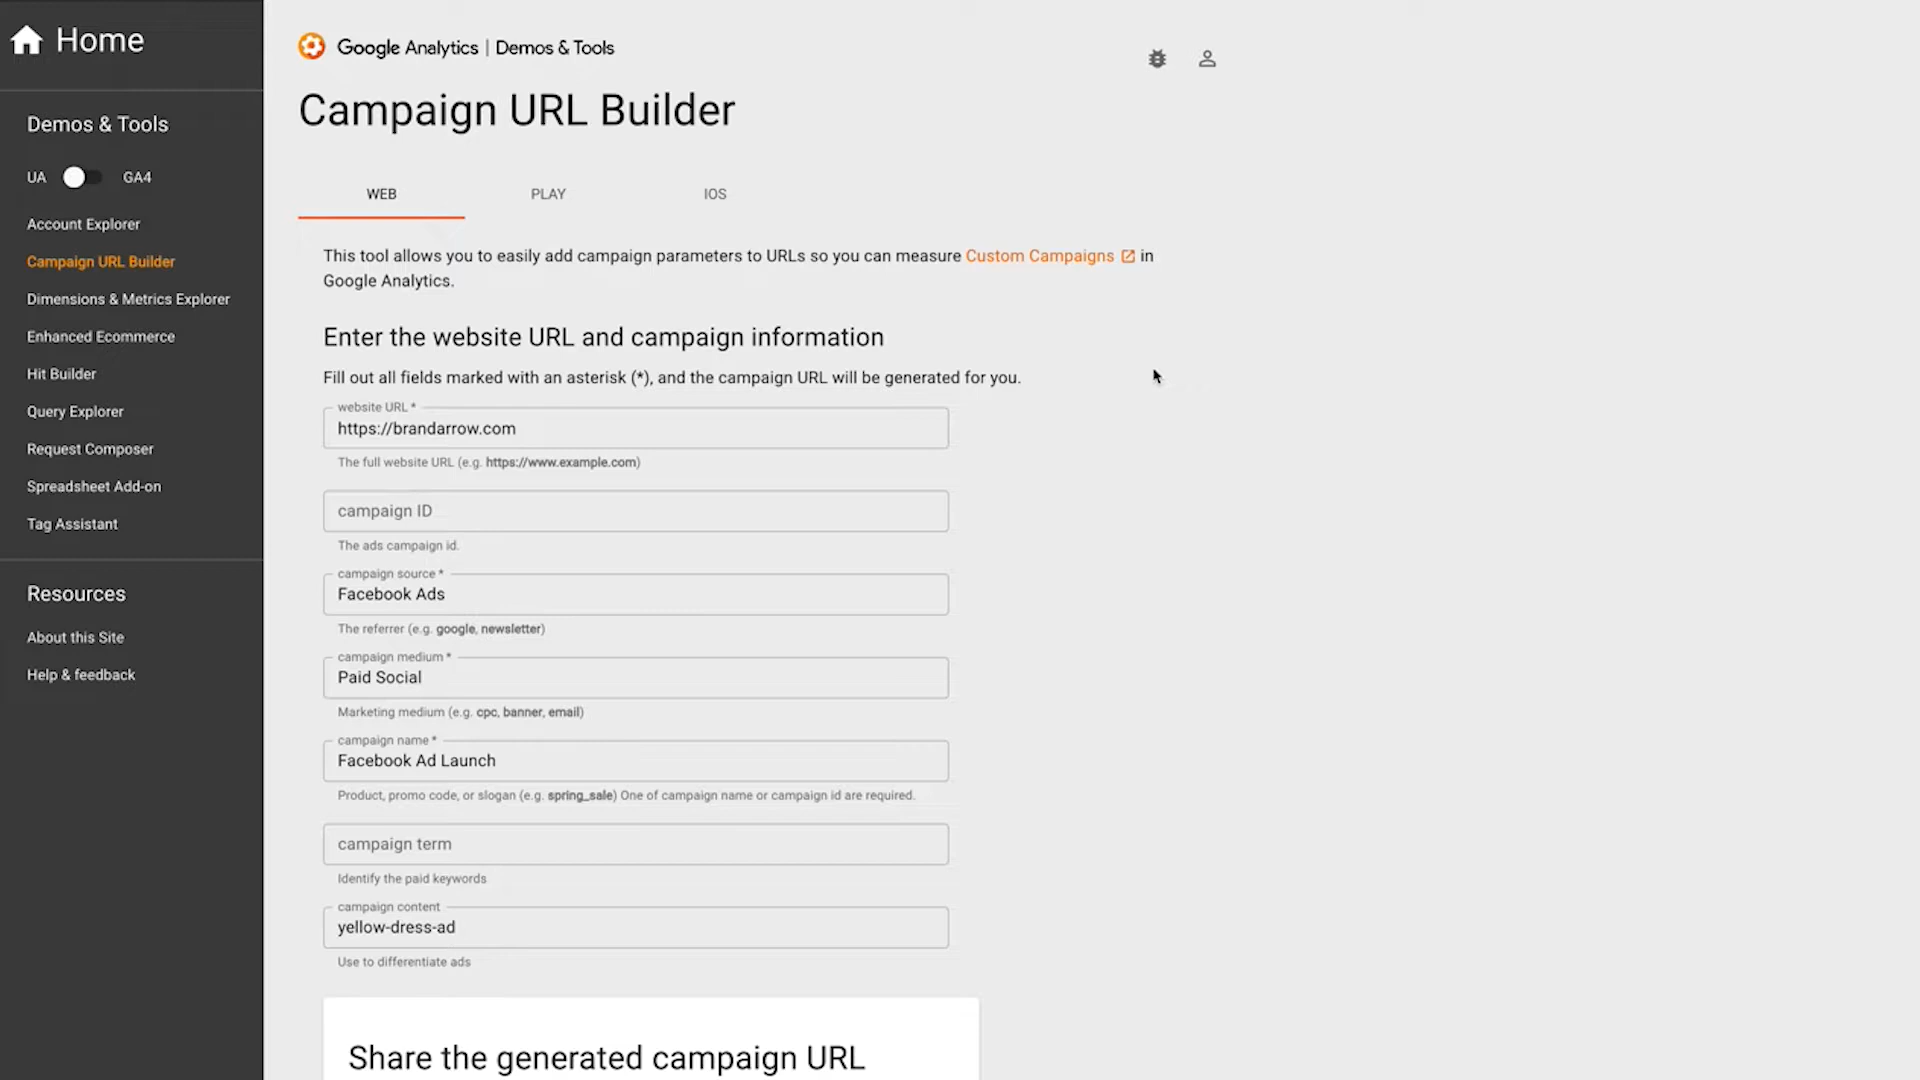 Home
Demos & Tools
UA GA4
Account Explorer
Campaign URL Builder
Dimensions & Metrics Explorer
Enhanced Ecommerce
Hit Builder
Query Explorer
Request Composer
Spreadsheet Add-on
Tag Assistant
Resources
About this Site
Help & feedback
Google Analytics | Demos & Tools
Campaign URL Builder
WEB PLAY IOS
This tool allows you to easily add campaign parameters to URLs so you can measure Custom Campaigns in
Google Analytics.
Enter the website URL and campaign information
Fill out all fields marked with an asterisk (*), and the campaign URL will be generated for you.
website URL *
https://brandarrow.com
The full website URL (e.g. https://www.example.com)
campaign ID
The ads campaign id.
campaign source *
Facebook Ads
The referrer (e.g. google, newsletter)
campaign medium *
Paid Social
Marketing medium (e.g. cpc, banner, email)
campaign name *
Facebook Ad Launch
Product, promo code, or slogan (e.g. spring_sale) One of campaign name or campaign id are required.
campaign term
Identify the paid keywords
campaign content
yellow-dress-ad
Use to differentiate ads
Share the generated campaign URL